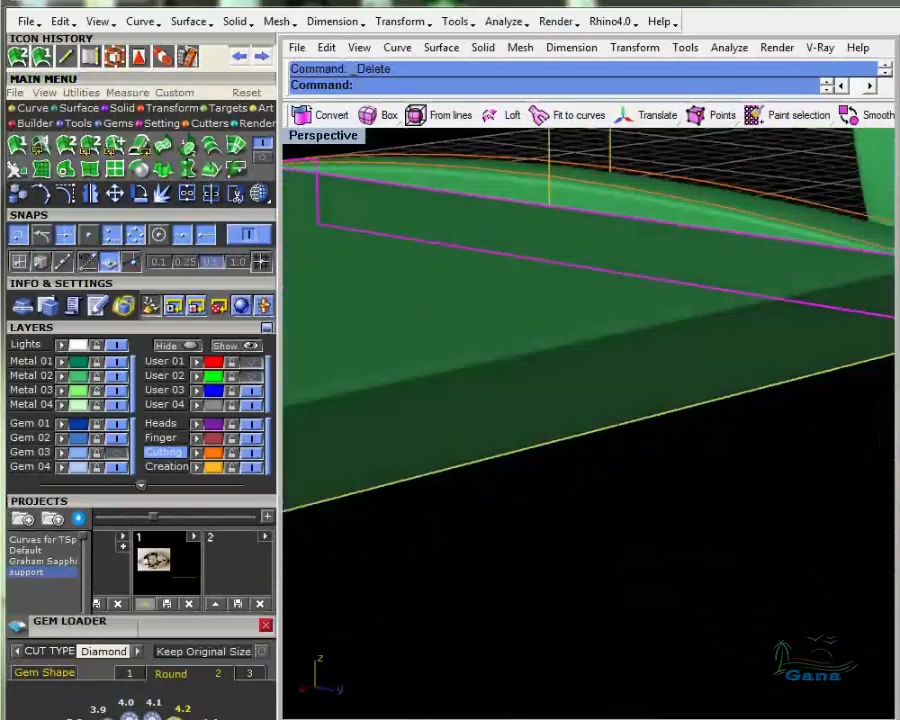 File Edit View Curve Surface Solid Mesh Dimension Transform Tools Analyze Render Rhino4.0 Help
ICON HISTORY
File Edit View Curve Surface Solid Mesh Dimension Transform Tools Analyze Render V-Ray Help
Command: _Delete
Command:
MAIN MENU
File View Utilities Measure Custom Reset
Curve Surface Solid Transform Targets Art
Builder Tools Gems Setting Cutters Render
Convert Box From lines Loft Fit to curves Translate Points Paint selection Smooth
Perspective
SNAPS
0.1 0.25 0.5 1.0
INFO & SETTINGS
LAYERS
Lights Hide Show
Metal 01 User 01
Metal 02 User 02
Metal 03 User 03
Metal 04 User 04
Gem 01 Heads
Gem 02 Finger
Gem 03 Cutting
Gem 04 Creation
PROJECTS
Curves for TSp
Default
Graham Sapphi
support
1 2
GEM LOADER
CUT TYPE Diamond Keep Original Size
Gem Shape 1 Round 2 3
3.9 4.0 4.1 4.2
z
y
Gana